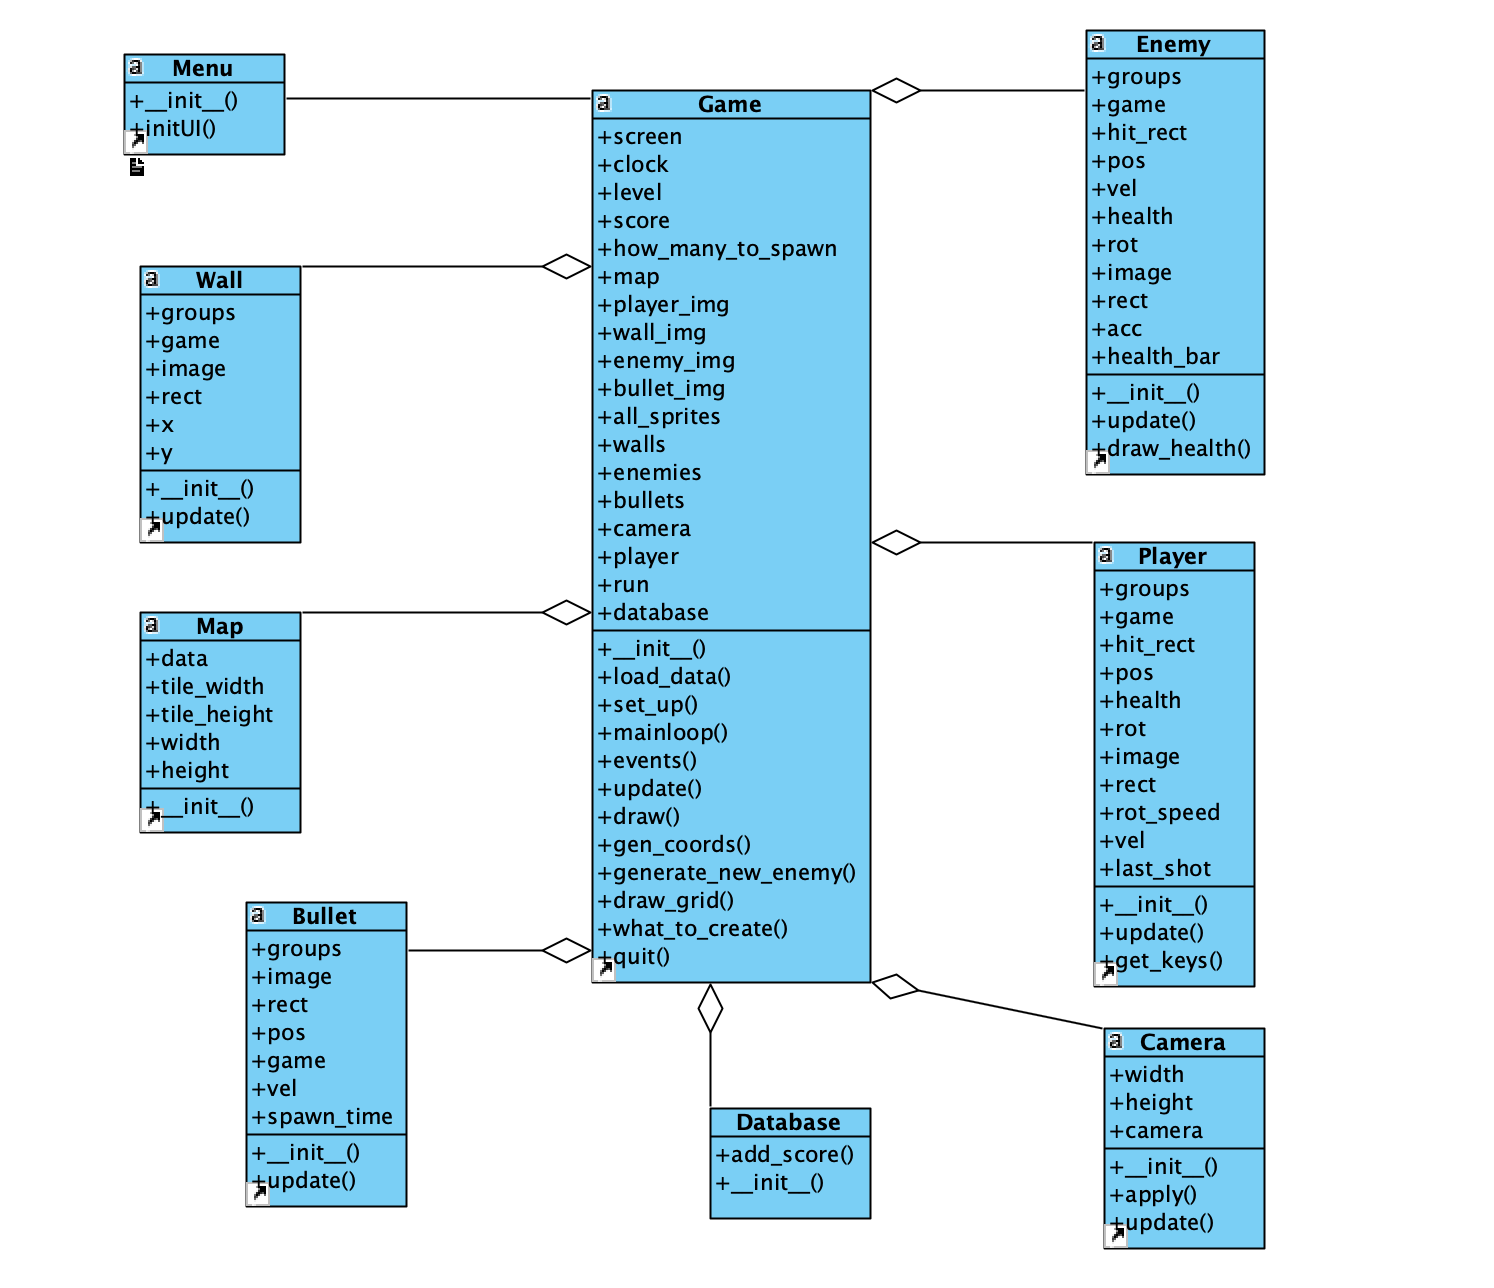 Menu
+__init__()
+initUI()
Wall
+groups
+game
+image
+rect
+x
+y
+__init__()
+update()
Map
+data
+tile_width
+tile_height
+width
+height
+__init__()
Bullet
+groups
+image
+rect
+pos
+game
+vel
+spawn_time
+__init__()
+update()
Game
+screen
+clock
+level
+score
+how_many_to_spawn
+map
+player_img
+wall_img
+enemy_img
+bullet_img
+all_sprites
+walls
+enemies
+bullets
+camera
+player
+run
+database
+__init__()
+load_data()
+set_up()
+mainloop()
+events()
+update()
+draw()
+gen_coords()
+generate_new_enemy()
+draw_grid()
+what_to_create()
+quit()
Database
+add_score()
+__init__()
Enemy
+groups
+game
+hit_rect
+pos
+vel
+health
+rot
+image
+rect
+acc
+health_bar
+__init__()
+update()
+draw_health()
Player
+groups
+game
+hit_rect
+pos
+health
+rot
+image
+rect
+rot_speed
+vel
+last_shot
+__init__()
+update()
+get_keys()
Camera
+width
+height
+camera
+__init__()
+apply()
+update()